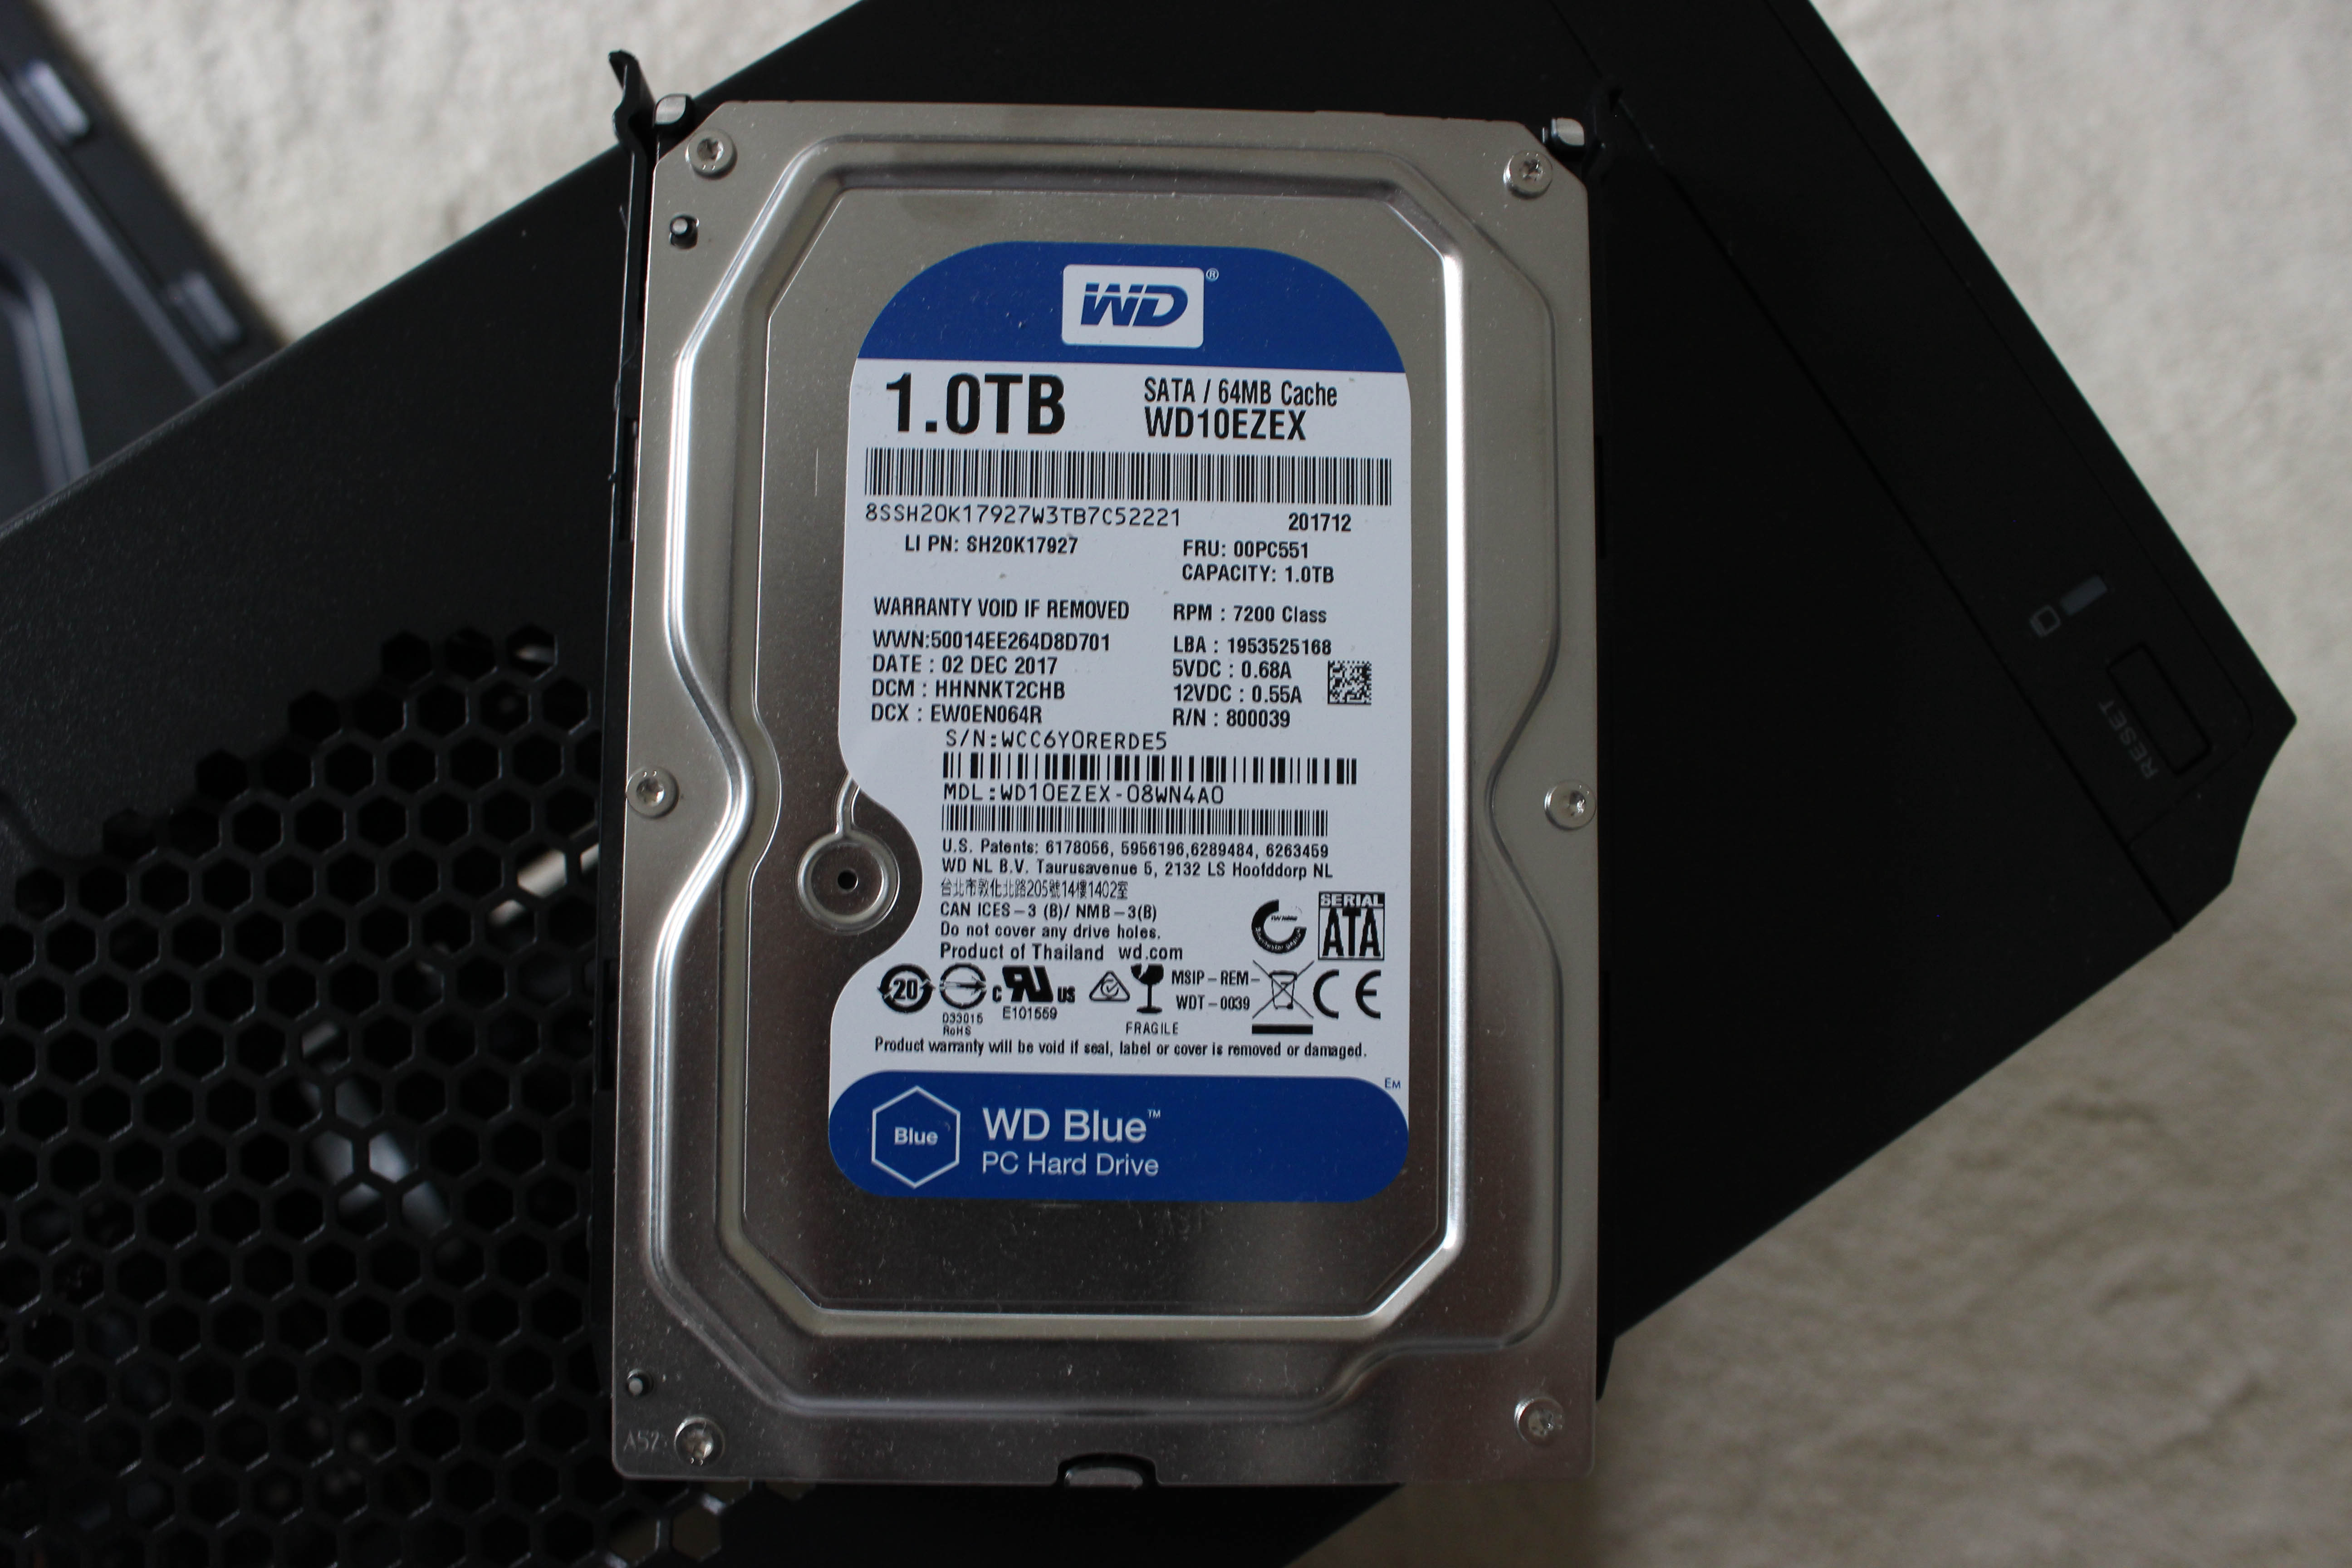 WD®
1.0TB
SATA / 64MB Cache
WD10EZEX
8SSH20K17927W3TB7C52221
201712
LI PN: SH20K17927
FRU: 00PC551
CAPACITY: 1.0TB
WARRANTY VOID IF REMOVED
RPM : 7200 Class
WWN:50014EE264D8D701
LBA : 1953525168
DATE : 02 DEC 2017
5VDC : 0.68A
DCM : HHNNKT2CHB
12VDC : 0.55A
DCX : EW0EN064R
R/N : 800039
S/N:WCC6Y0RERDE5
MDL:WD10EZEX-08WN4A0
U.S. Patents: 6178056, 5956196,6289484, 6263459
WD NL B.V. Taurusavenue 5, 2132 LS Hoofddorp NL
台北市敦化北路205號14樓1402室
CAN ICES-3 (B)/ NMB-3(B)
Do not cover any drive holes.
Product of Thailand wd.com
SERIAL
ATA
20
D33015
RoHS
c RU US
E101559
FRAGILE
MSIP-REM-
WDT-0039
CE
Product warranty will be void if seal, label or cover is removed or damaged.
EM
Blue
WD Blue™
PC Hard Drive
A52
RESET